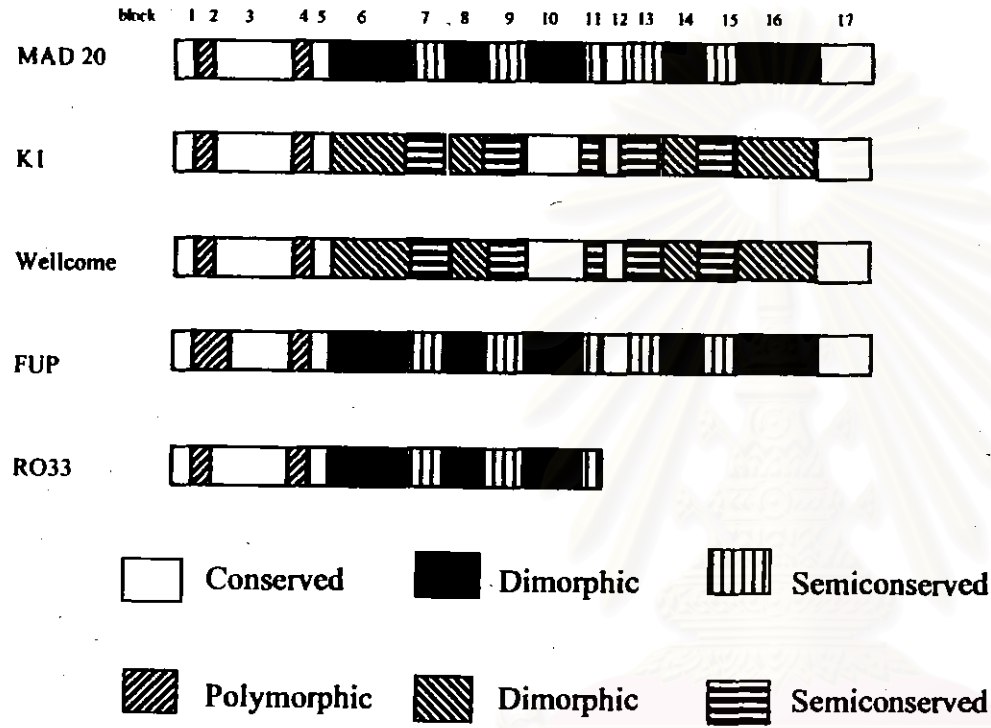 block 1 2 3 4 5 6 7 8 9 10 11 12 13 14 15 16 17
MAD 20
K1
Wellcome
FUP
RO33
Conserved Dimorphic Semiconserved
Polymorphic Dimorphic Semiconserved